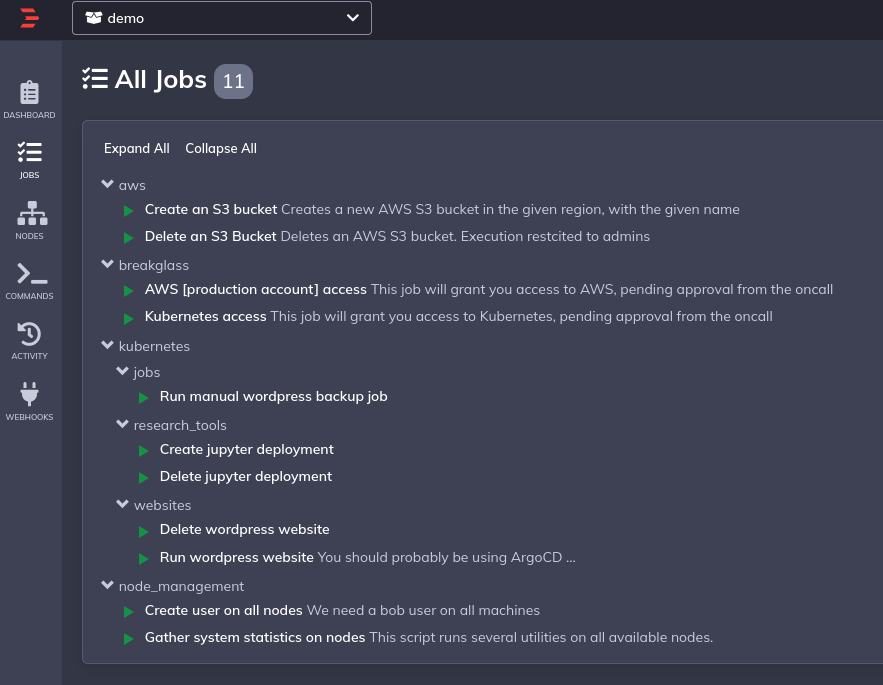 demo
All Jobs 11
DASHBOARD
JOBS
NODES
COMMANDS
ACTIVITY
WEBHOOKS
Expand All Collapse All
aws
Create an S3 bucket Creates a new AWS S3 bucket in the given region, with the given name
Delete an S3 Bucket Deletes an AWS S3 bucket. Execution restcited to admins
breakglass
AWS [production account] access This job will grant you access to AWS, pending approval from the oncall
Kubernetes access This job will grant you access to Kubernetes, pending approval from the oncall
kubernetes
jobs
Run manual wordpress backup job
research_tools
Create jupyter deployment
Delete jupyter deployment
websites
Delete wordpress website
Run wordpress website You should probably be using ArgoCD ...
node_management
Create user on all nodes We need a bob user on all machines
Gather system statistics on nodes This script runs several utilities on all available nodes.